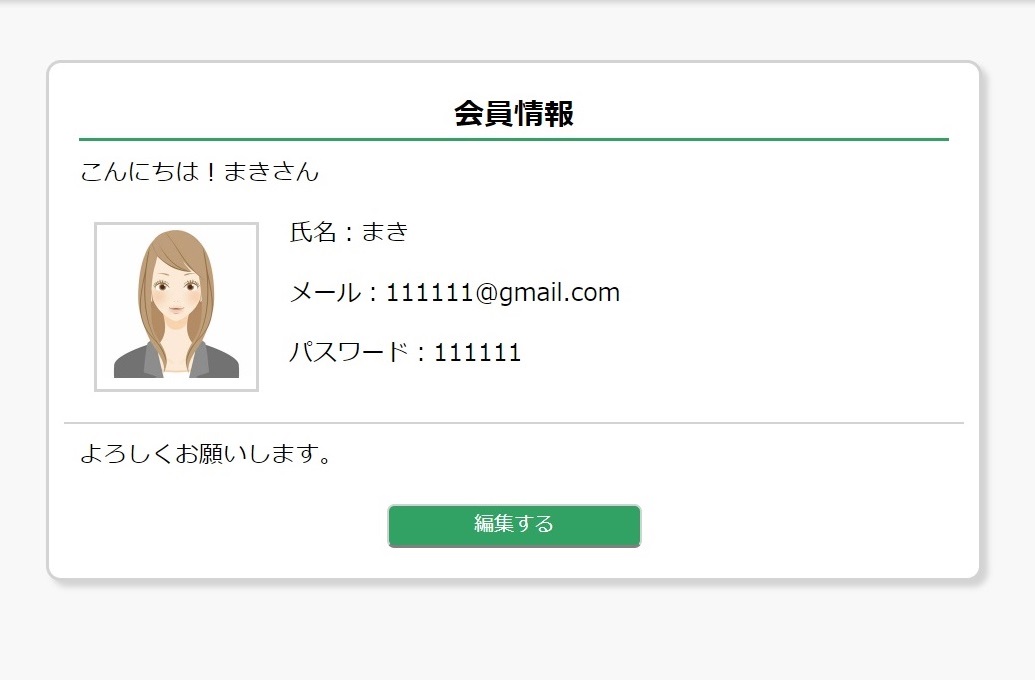 会員情報
こんにちは！まきさん
氏名：まき
メール：111111@gmail.com
パスワード：111111
よろしくお願いします。
編集する